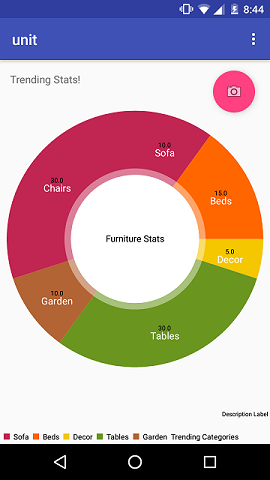 8:44
unit
Trending Stats!
10.0
Sofa
30.0
Chairs
15.0
Beds
Furniture Stats
5.0
Decor
10.0
Garden
30.0
Tables
Description Label
Sofa Beds Decor Tables Garden Trending Categories